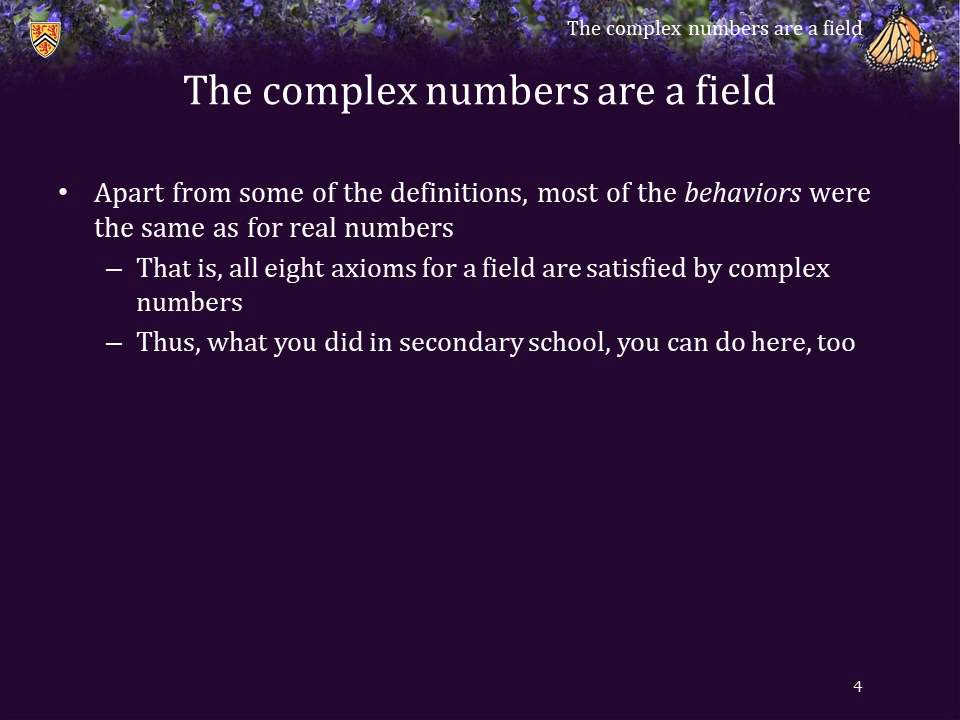 The complex numbers are a field
The complex numbers are a field
• Apart from some of the definitions, most of the behaviors were
the same as for real numbers
– That is, all eight axioms for a field are satisfied by complex
numbers
– Thus, what you did in secondary school, you can do here, too
4